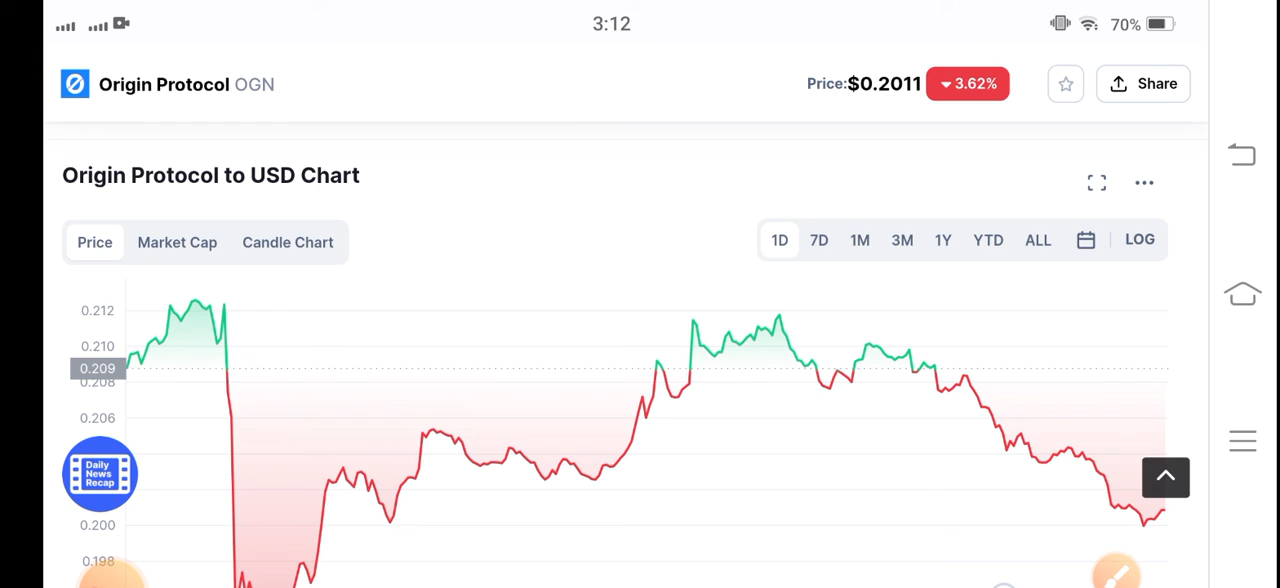 3:12
70%
Origin Protocol OGN
Price:$0.2011
3.62%
Share
Origin Protocol to USD Chart
Price
Market Cap
Candle Chart
1D
7D
1M
3M
1Y
YTD
ALL
LOG
0.212
0.210
0.209
0.208
0.206
Daily
News
Recap
0.200
0.198